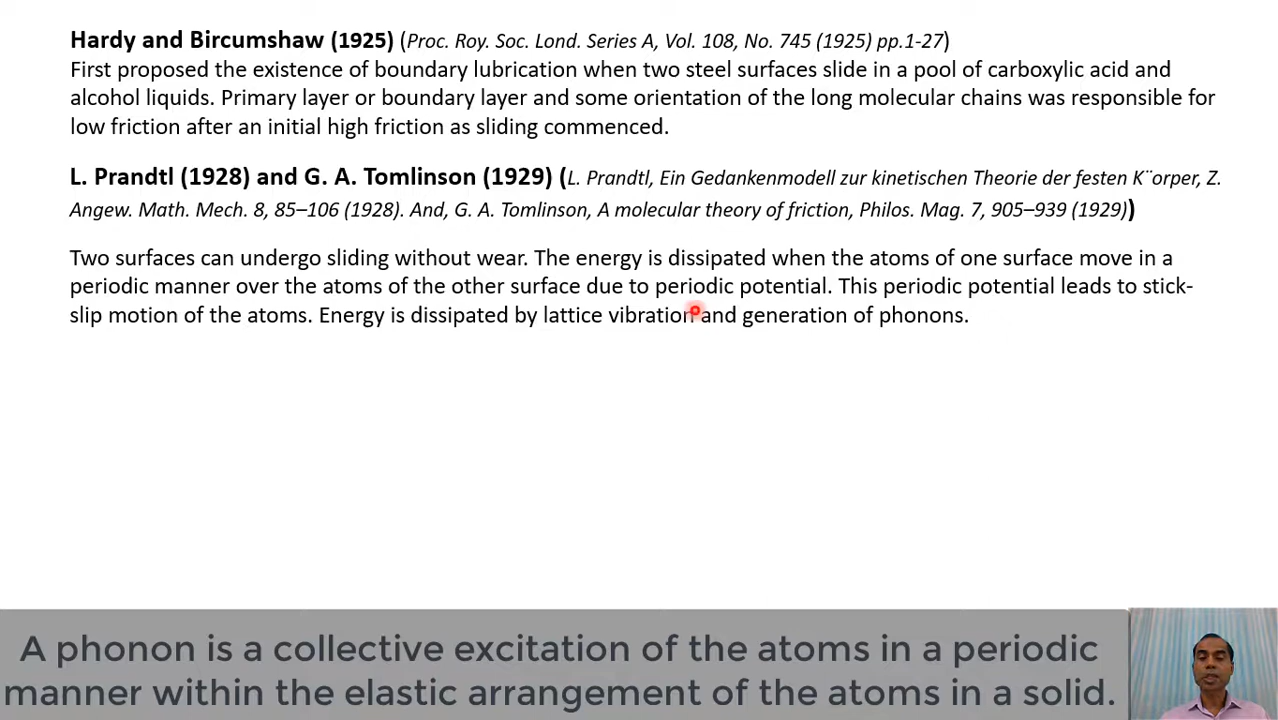 Hardy and Bircumshaw (1925) (Proc. Roy. Soc. Lond. Series A, Vol. 108, No. 745 (1925) pp.1-27)
First proposed the existence of boundary lubrication when two steel surfaces slide in a pool of carboxylic acid and
alcohol liquids. Primary layer or boundary layer and some orientation of the long molecular chains was responsible for
low friction after an initial high friction as sliding commenced.
L. Prandtl (1928) and G. A. Tomlinson (1929) (L. Prandtl, Ein Gedankenmodell zur kinetischen Theorie der festen K¨orper, Z.
Angew. Math. Mech. 8, 85–106 (1928). And, G. A. Tomlinson, A molecular theory of friction, Philos. Mag. 7, 905–939 (1929))
Two surfaces can undergo sliding without wear. The energy is dissipated when the atoms of one surface move in a
periodic manner over the atoms of the other surface due to periodic potential. This periodic potential leads to stick-
slip motion of the atoms. Energy is dissipated by lattice vibration and generation of phonons.
A phonon is a collective excitation of the atoms in a periodic
manner within the elastic arrangement of the atoms in a solid.